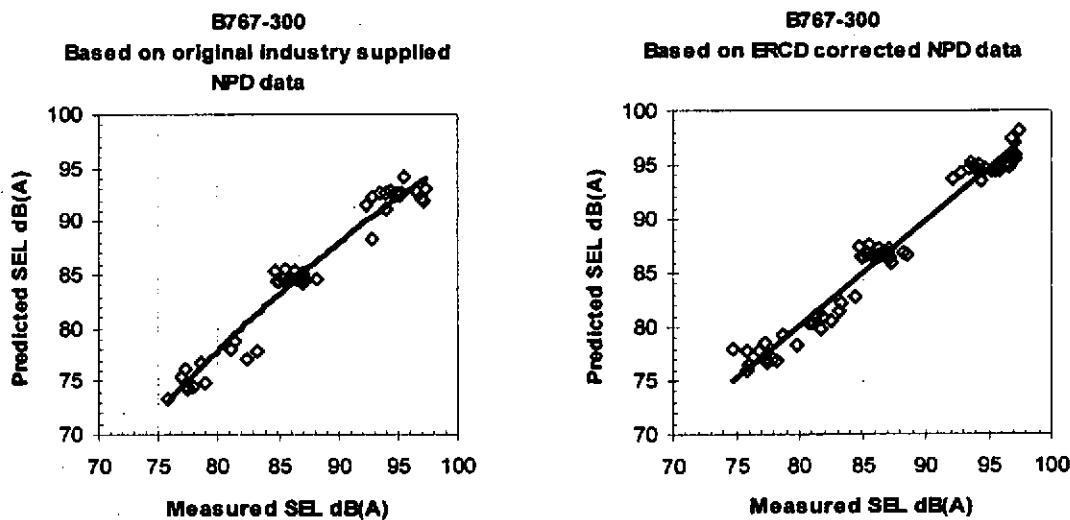 B767-300
Based on original industry supplied
NPD data
100
95
90
85
80
75
70
70 75 80 85 90 95 100
Predicted SEL dB(A)
Measured SEL dB(A)
B767-300
Based on ERCD corrected NPD data
100
95
90
85
80
75
70
70 75 80 85 90 95 100
Predicted SEL dB(A)
Measured SEL dB(A)